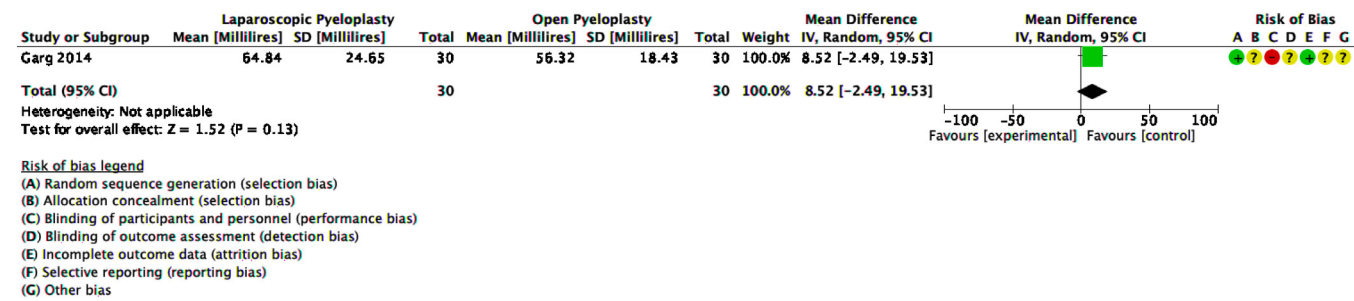 Laparoscopic Pyeloplasty Open Pyeloplasty Mean Difference Mean Difference Risk of Bias
Study or Subgroup Mean [Millilires] SD [Millilires] Total Mean [Millilires] SD [Millilires] Total Weight IV, Random, 95% CI IV, Random, 95% CI A B C D E F G
Garg 2014 64.84 24.65 30 56.32 18.43 30 100.0% 8.52 [-2.49, 19.53] + ? - ? + ? ?
Total (95% CI) 30 30 100.0% 8.52 [-2.49, 19.53]
Heterogeneity: Not applicable
Test for overall effect: Z = 1.52 (P = 0.13)
-100 -50 0 50 100
Favours [experimental] Favours [control]
Risk of bias legend
(A) Random sequence generation (selection bias)
(B) Allocation concealment (selection bias)
(C) Blinding of participants and personnel (performance bias)
(D) Blinding of outcome assessment (detection bias)
(E) Incomplete outcome data (attrition bias)
(F) Selective reporting (reporting bias)
(G) Other bias